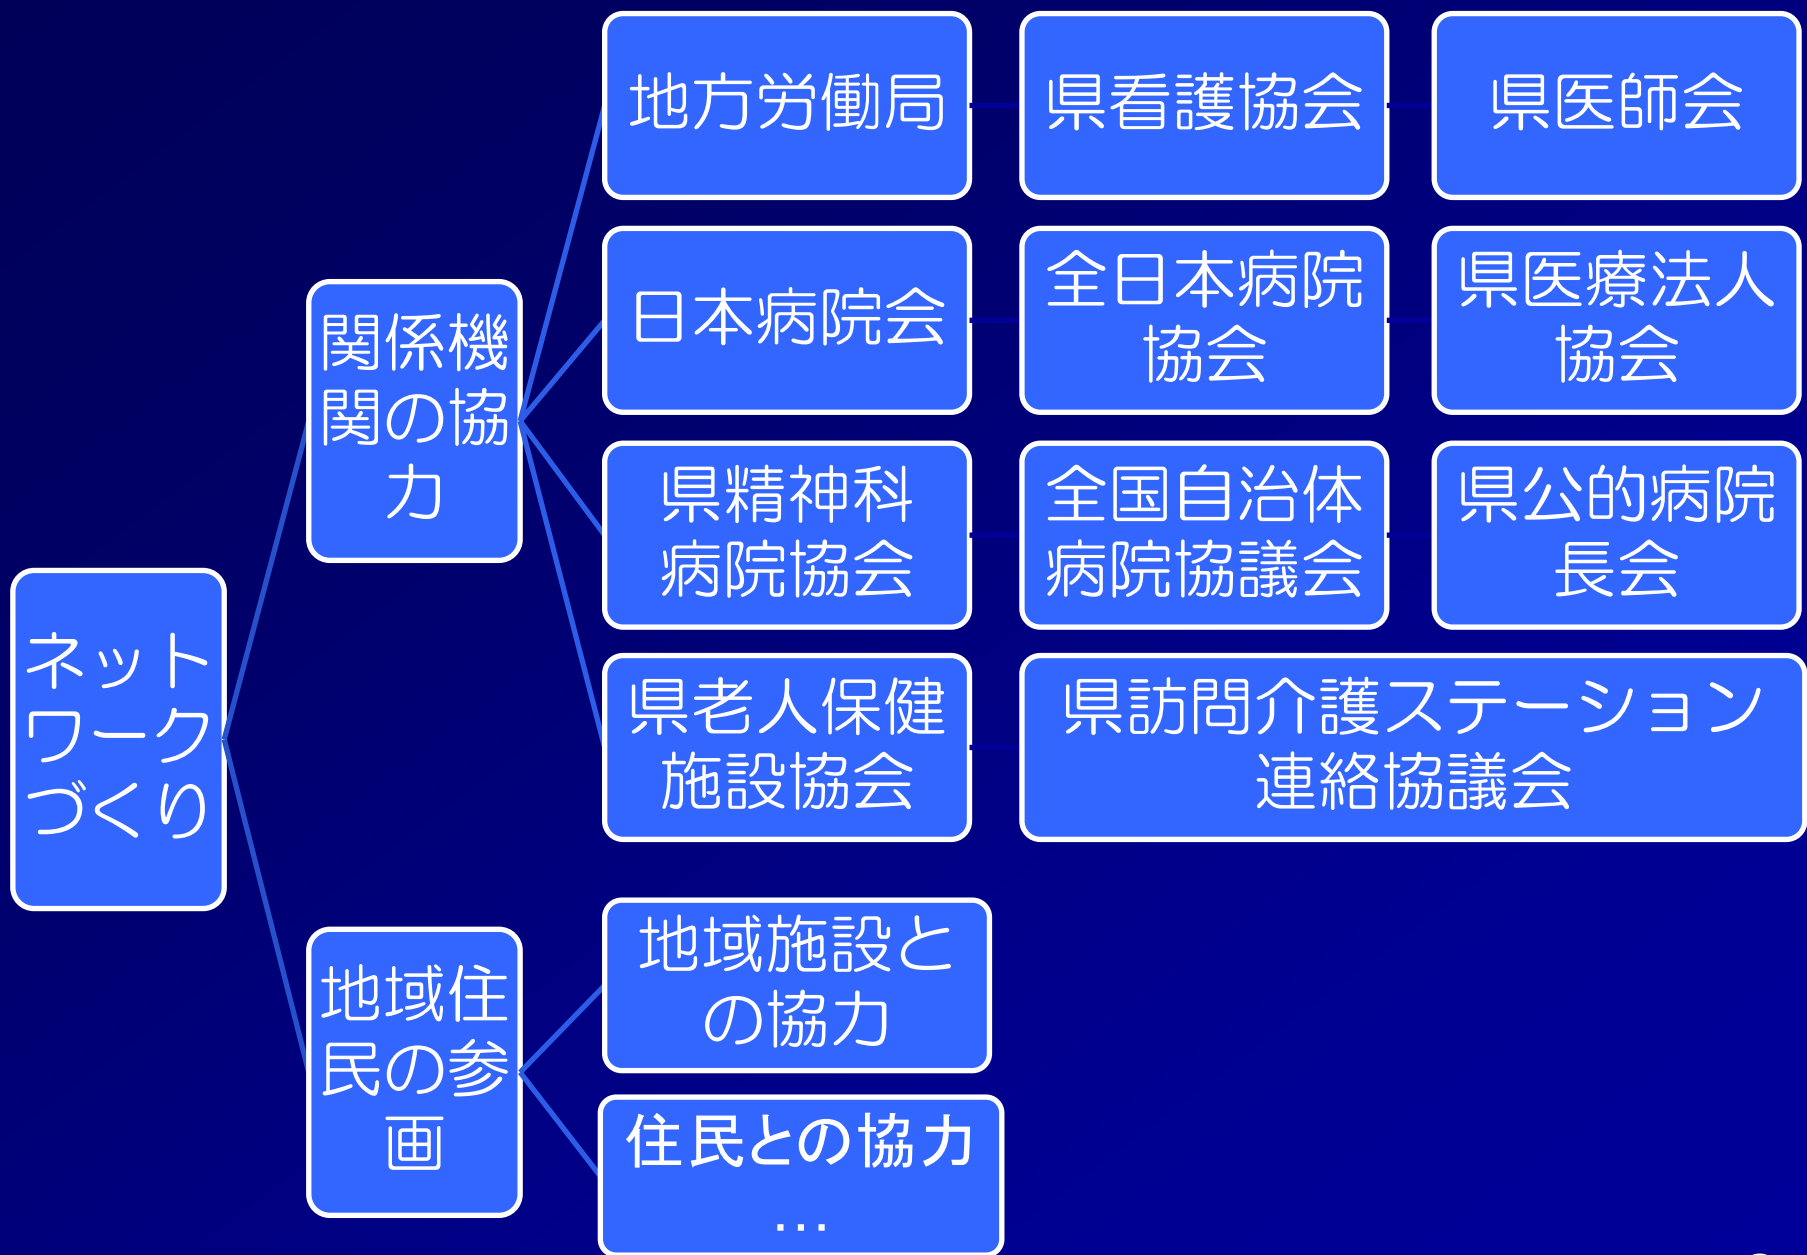 ネット
ワーク
づくり
関係機
関の協
力
地方労働局
県看護協会
県医師会
日本病院会
全日本病院
協会
県医療法人
協会
県精神科
病院協会
全国自治体
病院協議会
県公的病院
長会
県老人保健
施設協会
県訪問介護ステーション
連絡協議会
地域住
民の参
画
地域施設と
の協力
住民との協力
…